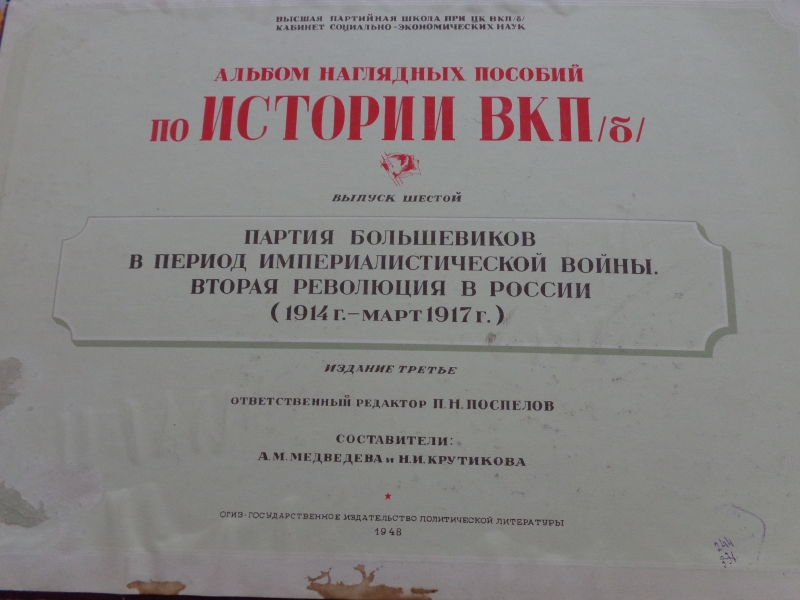 ВЫСШАЯ ПАРТИЙНАЯ ШКОЛА ПРИ ЦК ВКП/б/
КАБИНЕТ СОЦИАЛЬНО-ЭКОНОМИЧЕСКИХ НАУК
АЛЬБОМ НАГЛЯДНЫХ ПОСОБИЙ
ПО ИСТОРИИ ВКП/б/
ВЫПУСК ШЕСТОЙ
ПАРТИЯ БОЛЬШЕВИКОВ
В ПЕРИОД ИМПЕРИАЛИСТИЧЕСКОЙ ВОЙНЫ.
ВТОРАЯ РЕВОЛЮЦИЯ В РОССИИ
(1914 г.-МАРТ 1917 г.)
ИЗДАНИЕ ТРЕТЬЕ
ОТВЕТСТВЕННЫЙ РЕДАКТОР П.Н.ПОСПЕЛОВ
СОСТАВИТЕЛИ:
А.М.МЕДВЕДЕВА и Н.И.КРУТИКОВА
ОГИЗ-ГОСУДАРСТВЕННОЕ ИЗДАТЕЛЬСТВО ПОЛИТИЧЕСКОЙ ЛИТЕРАТУРЫ
1948